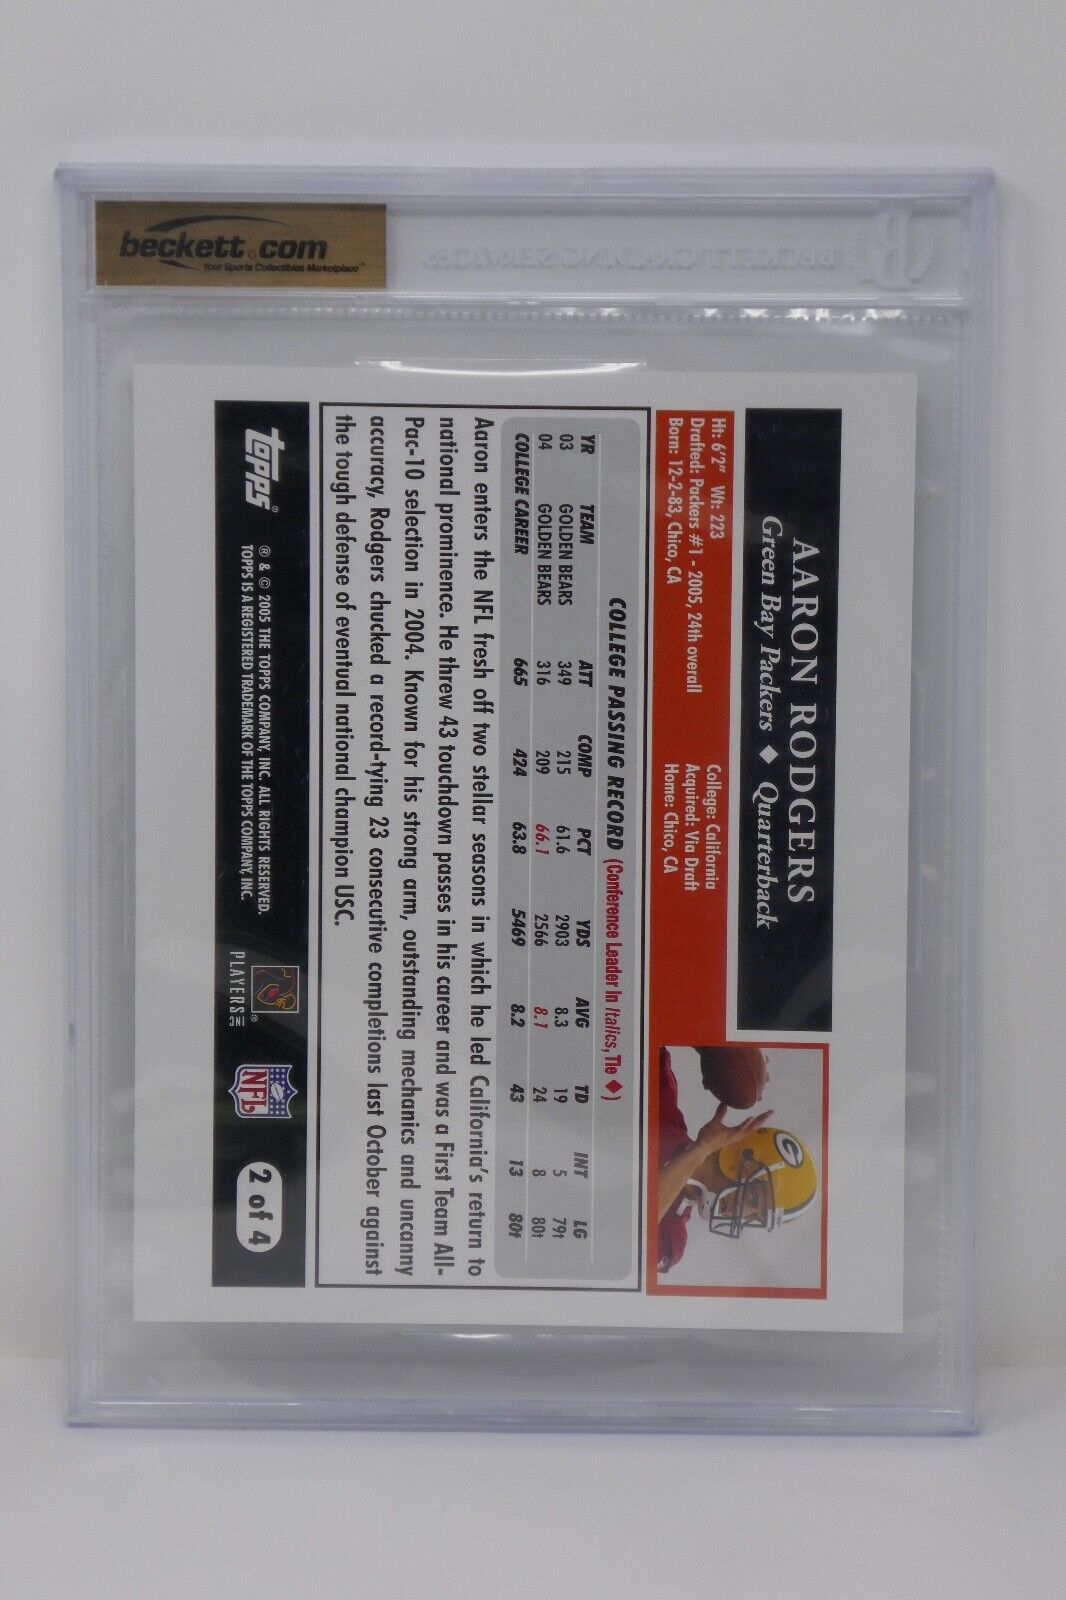 beckett.com
Your Sports Collectibles Marketplace™
BECKETT GRADING SERVICES
AARON RODGERS
Green Bay Packers ♦ Quarterback
Ht: 6'2" Wt: 223
College: California
Drafted: Packers #1 - 2005, 24th overall
Acquired: Via Draft
Born: 12-2-83, Chico, CA
Home: Chico, CA
COLLEGE PASSING RECORD (Conference Leader in Italics, Tie ♦)
YR TEAM ATT COMP PCT YDS AVG TD INT LG
03 GOLDEN BEARS 349 215 61.6 2903 8.3 19 5 79t
04 GOLDEN BEARS 316 209 66.1 2566 8.1 24 8 80t
COLLEGE CAREER 665 424 63.8 5469 8.2 43 13 80t
Aaron enters the NFL fresh off two stellar seasons in which he led California's return to
national prominence. He threw 43 touchdown passes in his career and was a First Team All-
Pac-10 selection in 2004. Known for his strong arm, outstanding mechanics and uncanny
accuracy, Rodgers chucked a record-tying 23 consecutive completions last October against
the tough defense of eventual national champion USC.
topps®
® & © 2005 THE TOPPS COMPANY, INC. ALL RIGHTS RESERVED.
TOPPS IS A REGISTERED TRADEMARK OF THE TOPPS COMPANY, INC.
PLAYERS INC
NFL
2 of 4